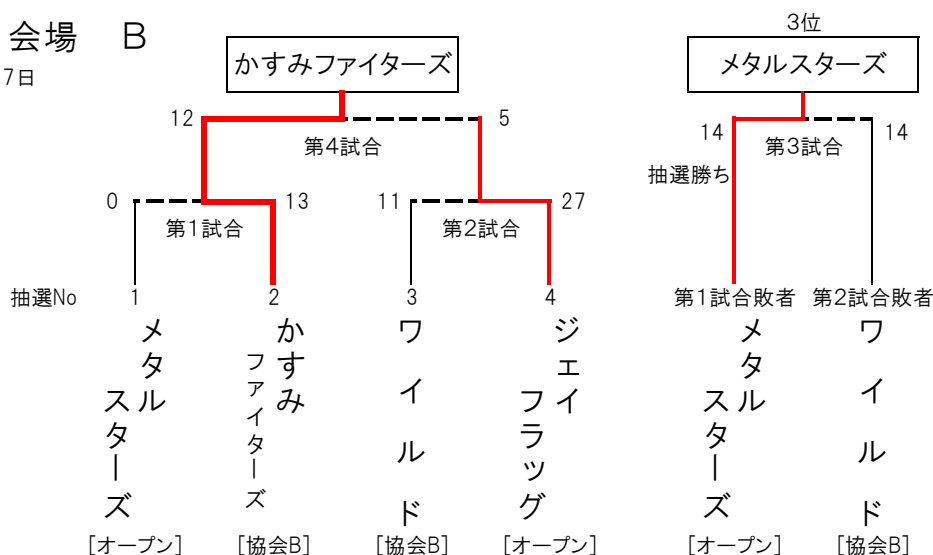 会場　B
7日
かすみファイターズ
12
5
第4試合
0
13
第1試合
11
27
第2試合
抽選No
1
2
3
4
メタル
スターズ
かすみ
ファイターズ
ワイルド
ジェイ
フラッグ
[オープン]
[協会B]
[協会B]
[オープン]
3位
メタルスターズ
14
14
第3試合
抽選勝ち
第1試合敗者
第2試合敗者
メタル
スターズ
ワイルド
[オープン]
[協会B]